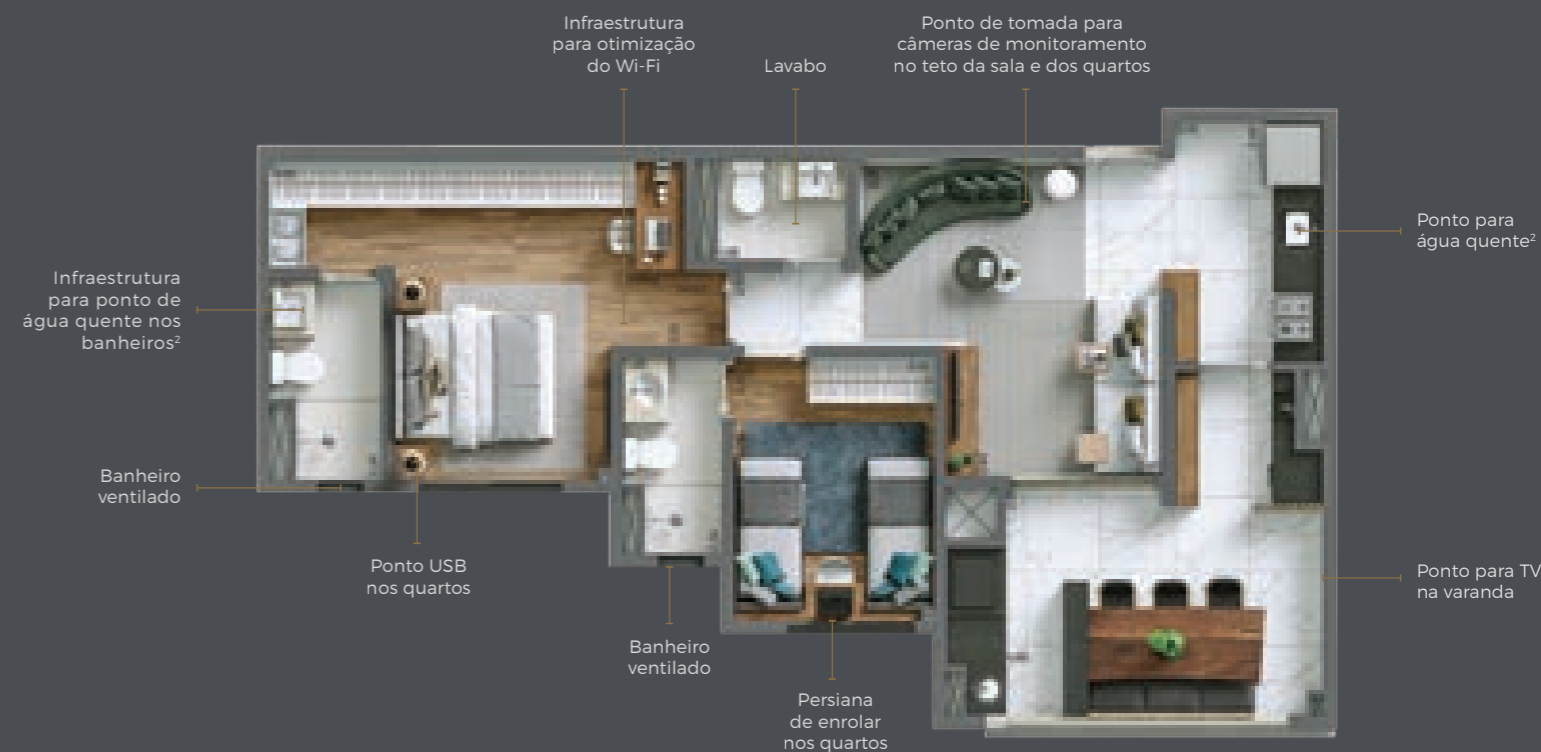 Infraestrutura
para otimização
do Wi-Fi
Lavabo
Ponto de tomada para
câmeras de monitoramento
no teto da sala e dos quartos
Ponto para
água quente²
Infraestrutura
para ponto de
água quente nos
banheiros²
Banheiro
ventilado
Ponto USB
nos quartos
Banheiro
ventilado
Persiana
de enrolar
nos quartos
Ponto para TV
na varanda